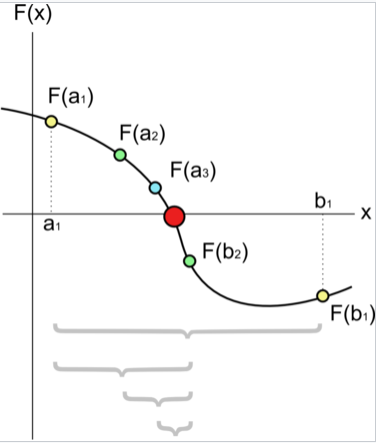 F(x)
F(a₁)
F(a₂)
F(a₃)
b₁
x
a₁
F(b₂)
F(b₁)